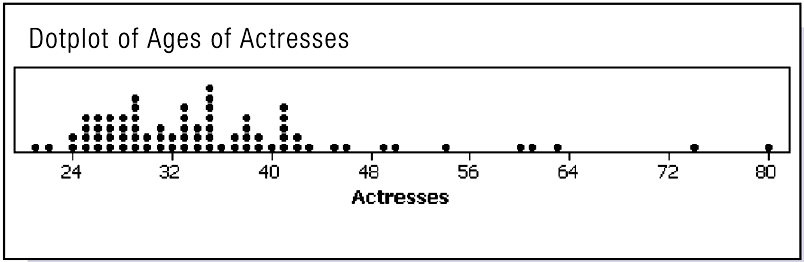 Dotplot of Ages of Actresses
24 32 40 48 56 64 72 80
Actresses